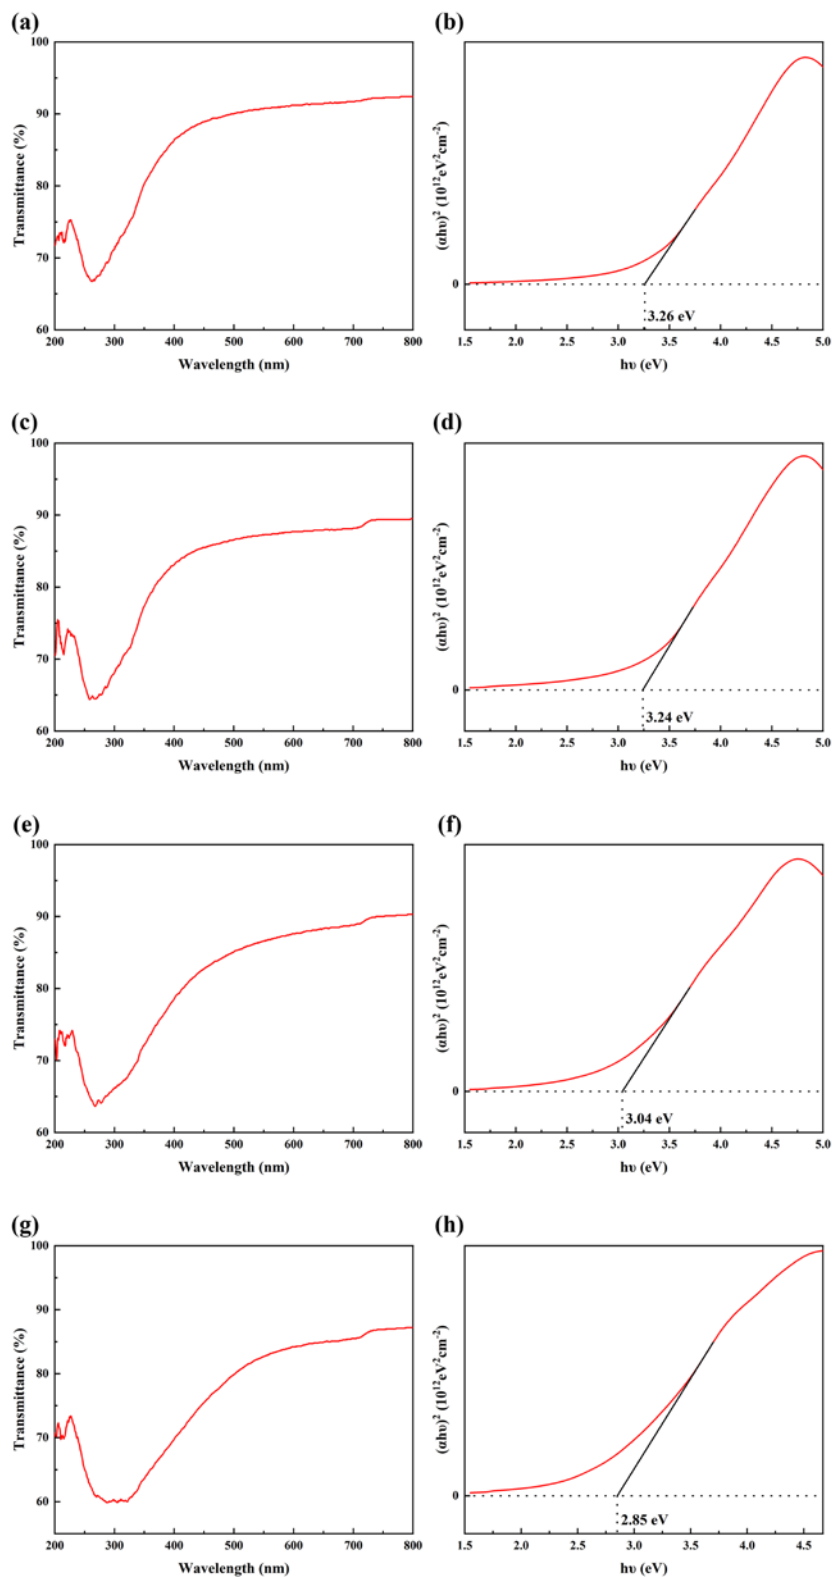 (a)
100
90
80
70
60
Transmittance (%)
200 300 400 500 600 700 800
Wavelength (nm)
(b)
(αhυ)² (10¹²eV²cm⁻²)
0
3.26 eV
1.5 2.0 2.5 3.0 3.5 4.0 4.5 5.0
hυ (eV)
(c)
100
90
80
70
60
Transmittance (%)
200 300 400 500 600 700 800
Wavelength (nm)
(d)
(αhυ)² (10¹²eV²cm⁻²)
0
3.24 eV
1.5 2.0 2.5 3.0 3.5 4.0 4.5 5.0
hυ (eV)
(e)
100
90
80
70
60
Transmittance (%)
200 300 400 500 600 700 800
Wavelength (nm)
(f)
(αhυ)² (10¹²eV²cm⁻²)
0
3.04 eV
1.5 2.0 2.5 3.0 3.5 4.0 4.5 5.0
hυ (eV)
(g)
100
90
80
70
60
Transmittance (%)
200 300 400 500 600 700 800
Wavelength (nm)
(h)
(αhυ)² (10¹²eV²cm⁻²)
0
2.85 eV
1.5 2.0 2.5 3.0 3.5 4.0 4.5
hυ (eV)